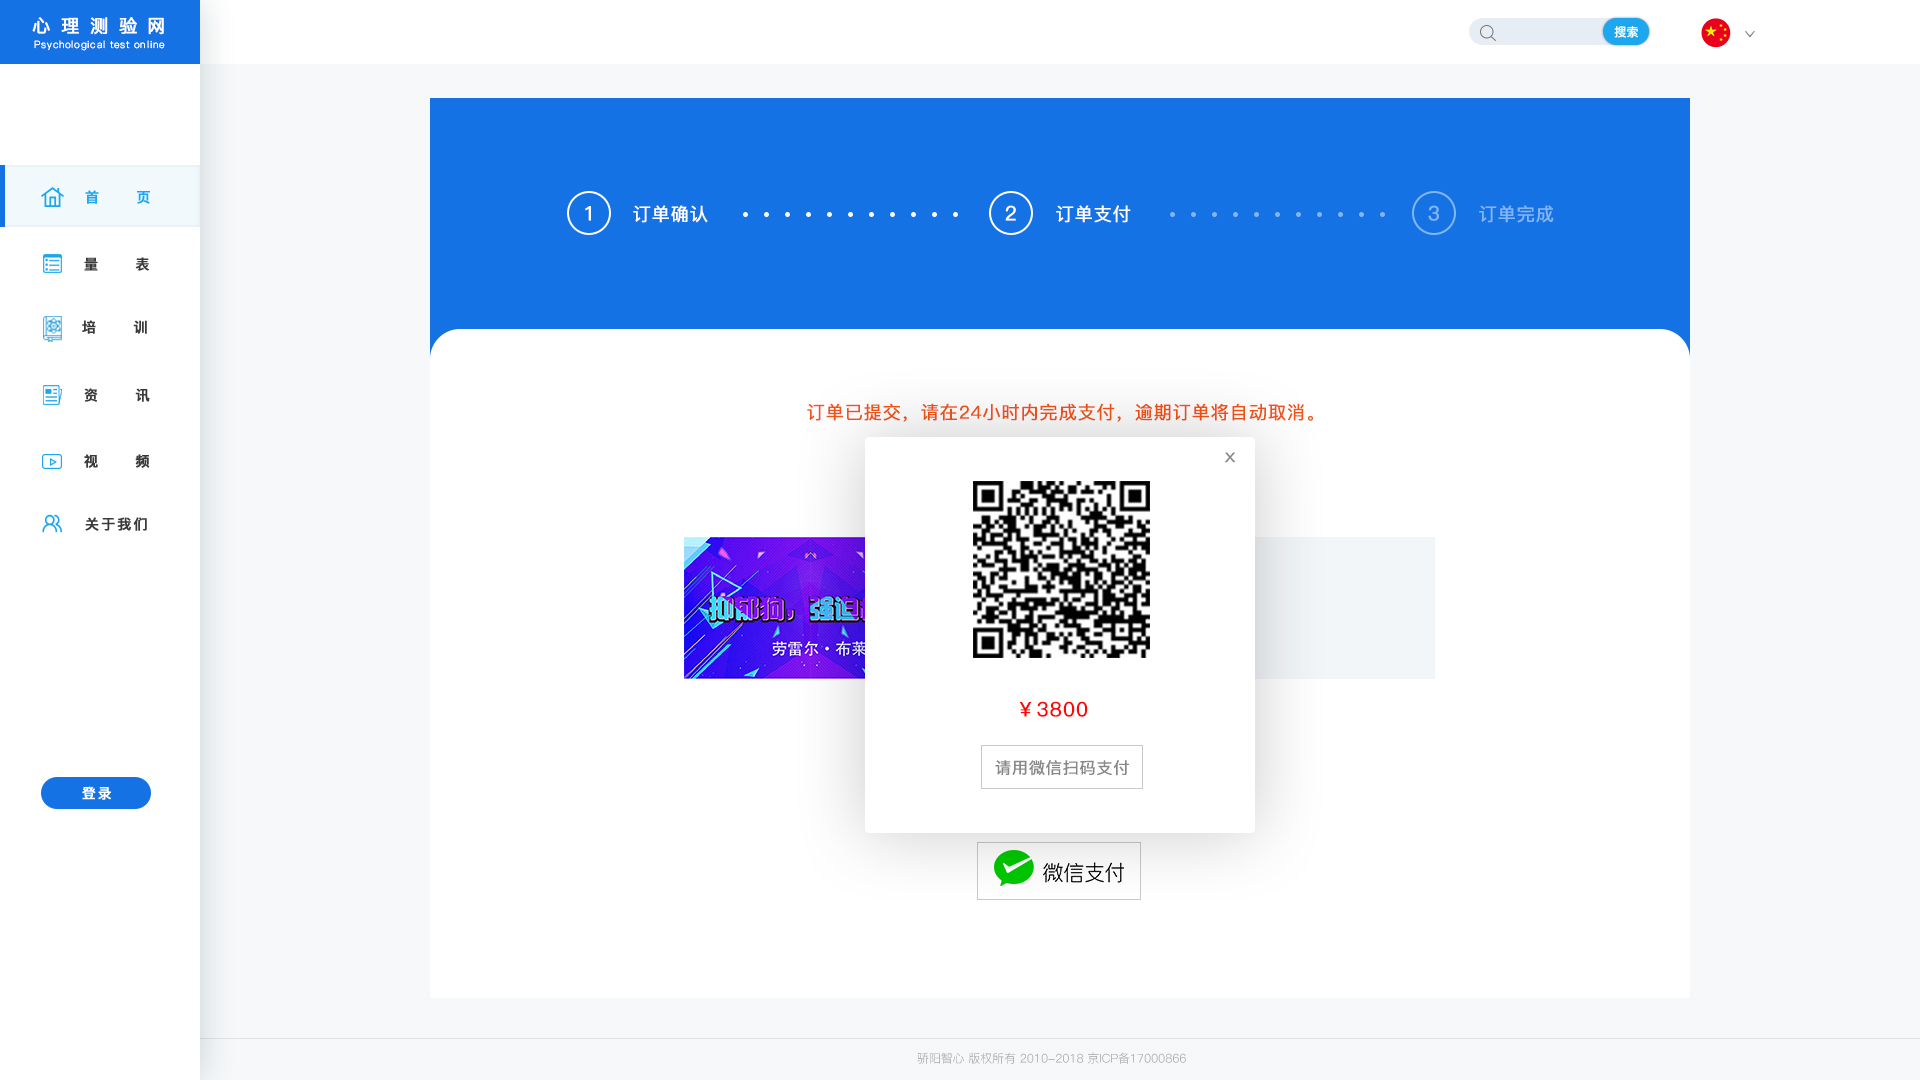 心理测验网
Psychological test online
搜索
首页
量表
培训
资讯
视频
关于我们
登录
1 订单确认
2 订单支付
3 订单完成
订单已提交，请在24小时内完成支付，逾期订单将自动取消。
抑郁狗，强迫
劳雷尔·布莱
x
¥ 3800
请用微信扫码支付
微信支付
骄阳智心 版权所有 2010-2018 京ICP备17000866